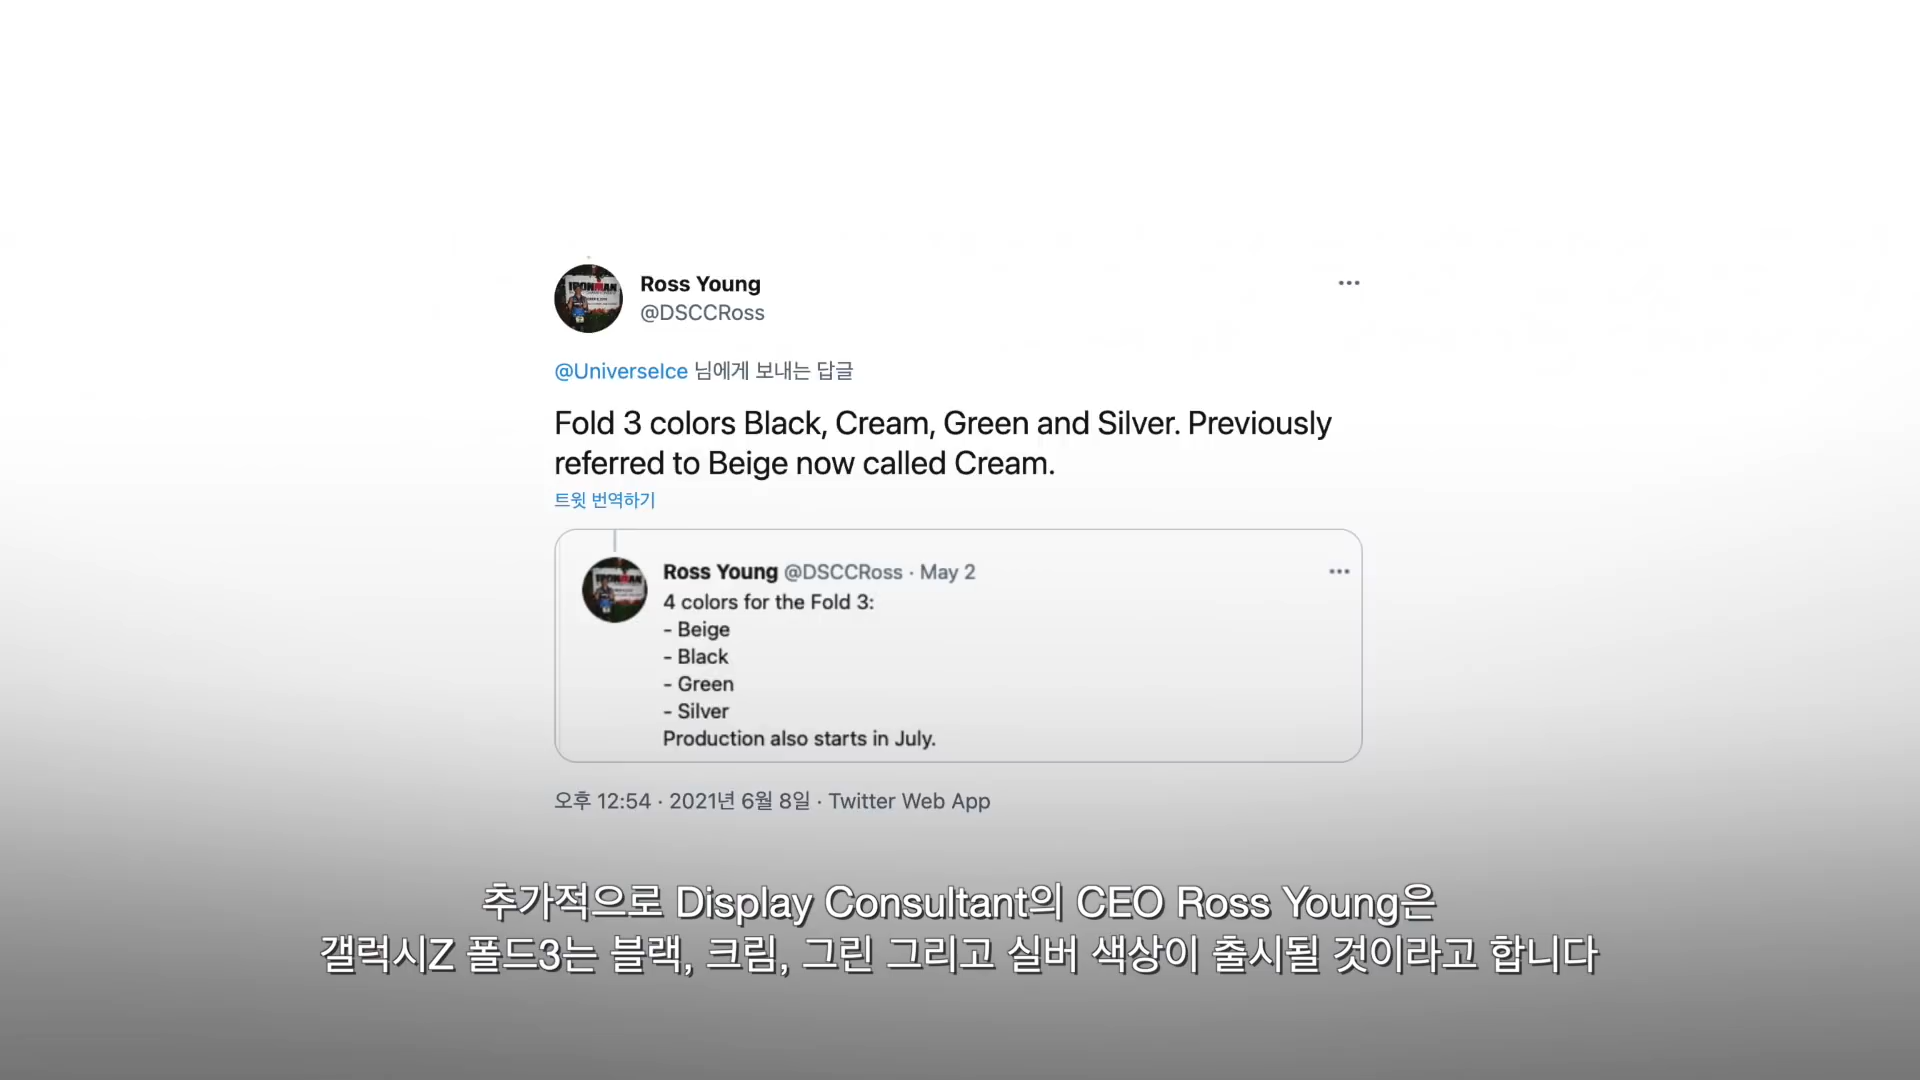 IRONMAN
Ross Young
@DSCCRoss
@UniverseIce 님에게 보내는 답글
Fold 3 colors Black, Cream, Green and Silver. Previously
referred to Beige now called Cream.
트윗 번역하기
IRONMAN
Ross Young @DSCCRoss · May 2
4 colors for the Fold 3:
- Beige
- Black
- Green
- Silver
Production also starts in July.
오후 12:54 · 2021년 6월 8일 · Twitter Web App
추가적으로 Display Consultant의 CEO Ross Young은
갤럭시Z 폴드3는 블랙, 크림, 그린 그리고 실버 색상이 출시될 것이라고 합니다